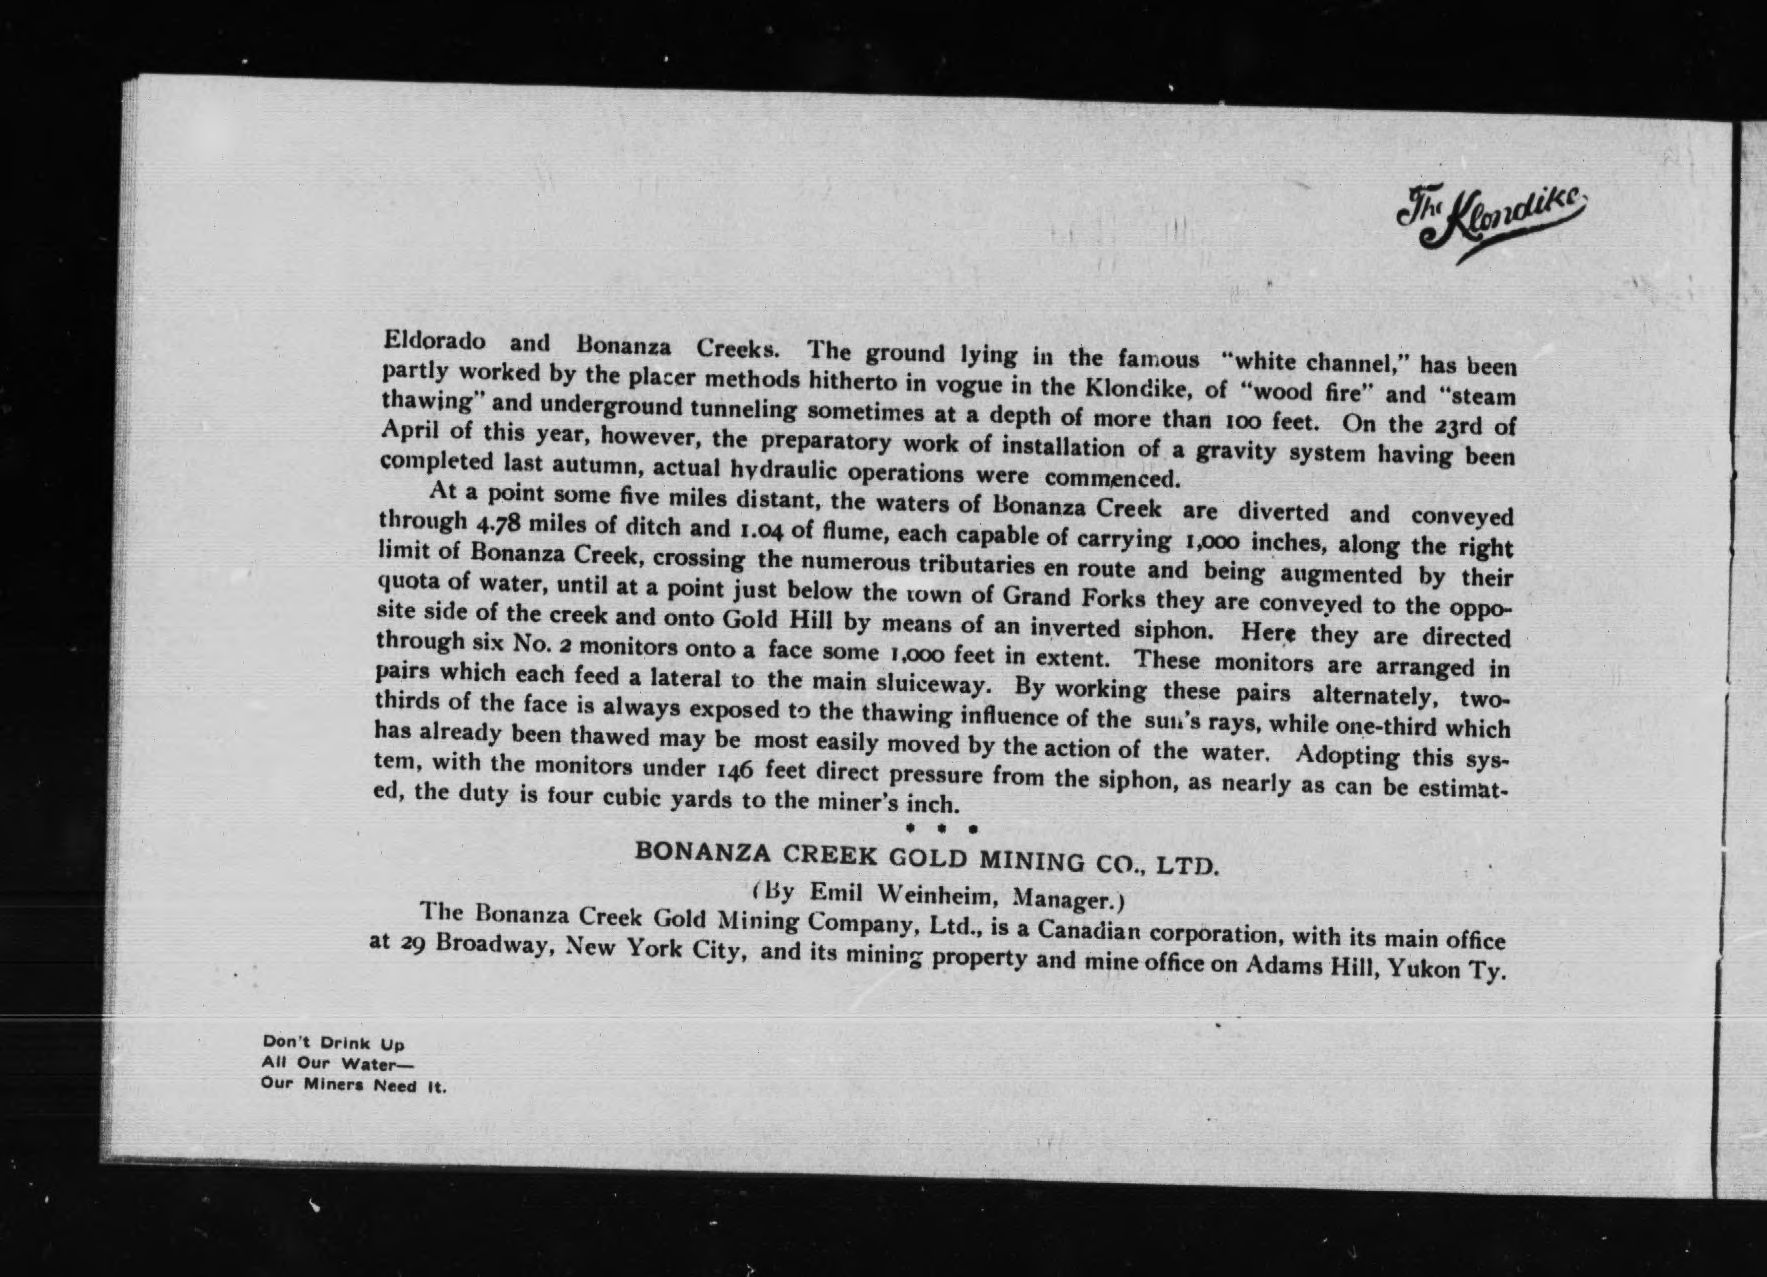 The Klondike
Eldorado and Bonanza Creeks. The ground lying in the famous "white channel," has been
partly worked by the placer methods hitherto in vogue in the Klondike, of "wood fire" and "steam
thawing" and underground tunneling sometimes at a depth of more than 100 feet. On the 23rd of
April of this year, however, the preparatory work of installation of a gravity system having been
completed last autumn, actual hydraulic operations were commenced.
At a point some five miles distant, the waters of Bonanza Creek are diverted and conveyed
through 4.78 miles of ditch and 1.04 of flume, each capable of carrying 1,000 inches, along the right
limit of Bonanza Creek, crossing the numerous tributaries en route and being augmented by their
quota of water, until at a point just below the town of Grand Forks they are conveyed to the oppo-
site side of the creek and onto Gold Hill by means of an inverted siphon. Here they are directed
through six No. 2 monitors onto a face some 1,000 feet in extent. These monitors are arranged in
pairs which each feed a lateral to the main sluiceway. By working these pairs alternately, two-
thirds of the face is always exposed to the thawing influence of the sun's rays, while one-third which
has already been thawed may be most easily moved by the action of the water. Adopting this sys-
tem, with the monitors under 146 feet direct pressure from the siphon, as nearly as can be estimat-
ed, the duty is four cubic yards to the miner's inch.
* * *
BONANZA CREEK GOLD MINING CO., LTD.
(By Emil Weinheim, Manager.)
The Bonanza Creek Gold Mining Company, Ltd., is a Canadian corporation, with its main office
at 29 Broadway, New York City, and its mining property and mine office on Adams Hill, Yukon Ty.
Don't Drink Up
All Our Water—
Our Miners Need It.